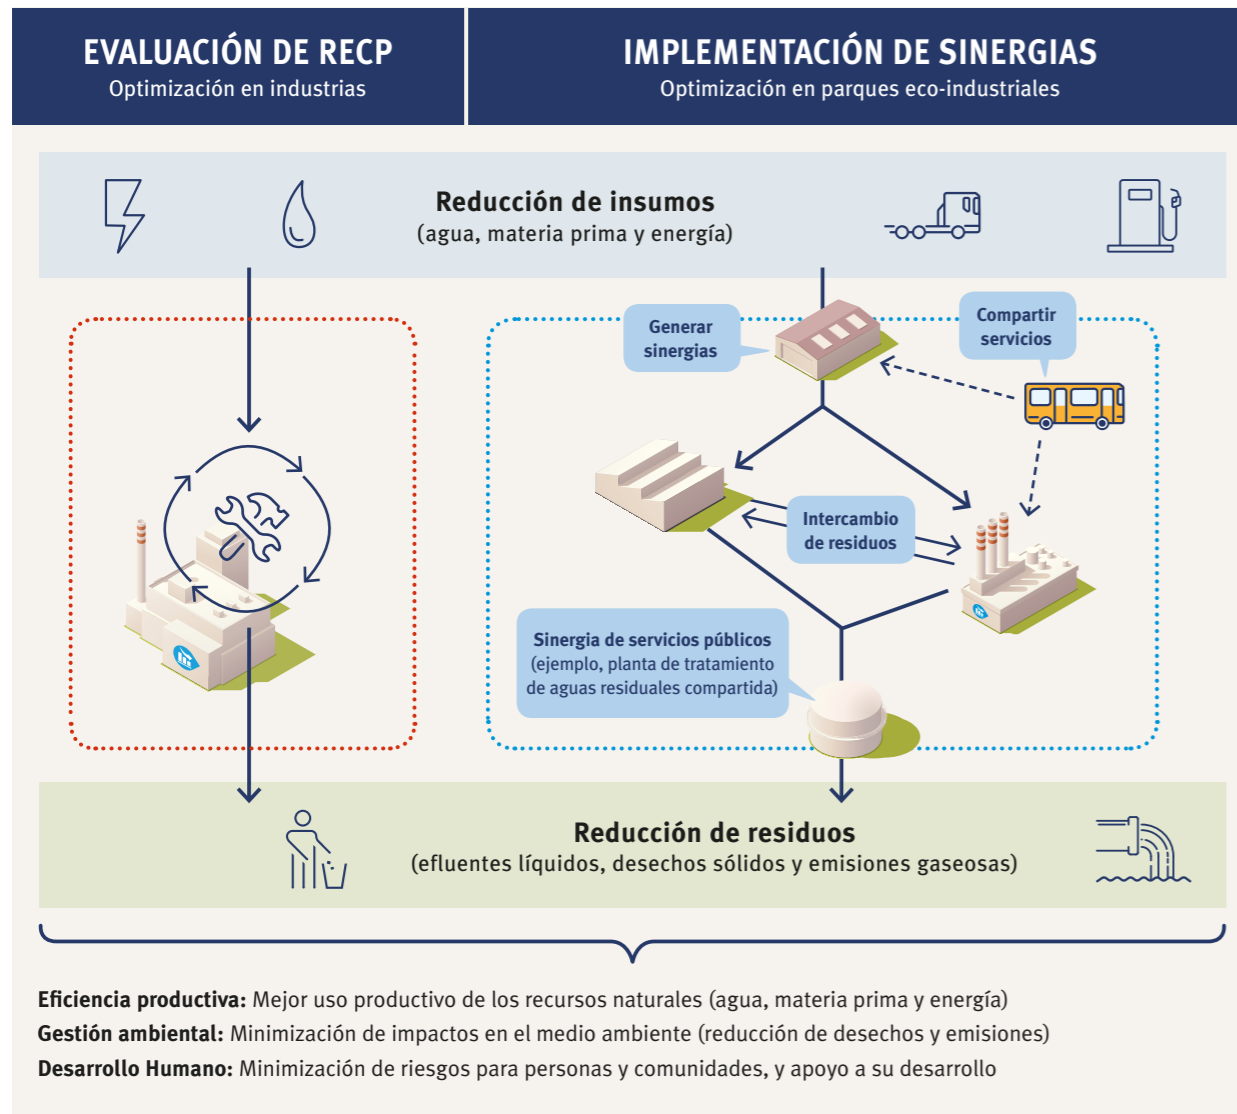 EVALUACIÓN DE RECP
Optimización en industrias
IMPLEMENTACIÓN DE SINERGIAS
Optimización en parques eco-industriales
Reducción de insumos
(agua, materia prima y energía)
Generar
sinergias
Compartir
servicios
Intercambio
de residuos
Sinergia de servicios públicos
(ejemplo, planta de tratamiento
de aguas residuales compartida)
Reducción de residuos
(efluentes líquidos, desechos sólidos y emisiones gaseosas)
Eficiencia productiva: Mejor uso productivo de los recursos naturales (agua, materia prima y energía)
Gestión ambiental: Minimización de impactos en el medio ambiente (reducción de desechos y emisiones)
Desarrollo Humano: Minimización de riesgos para personas y comunidades, y apoyo a su desarrollo